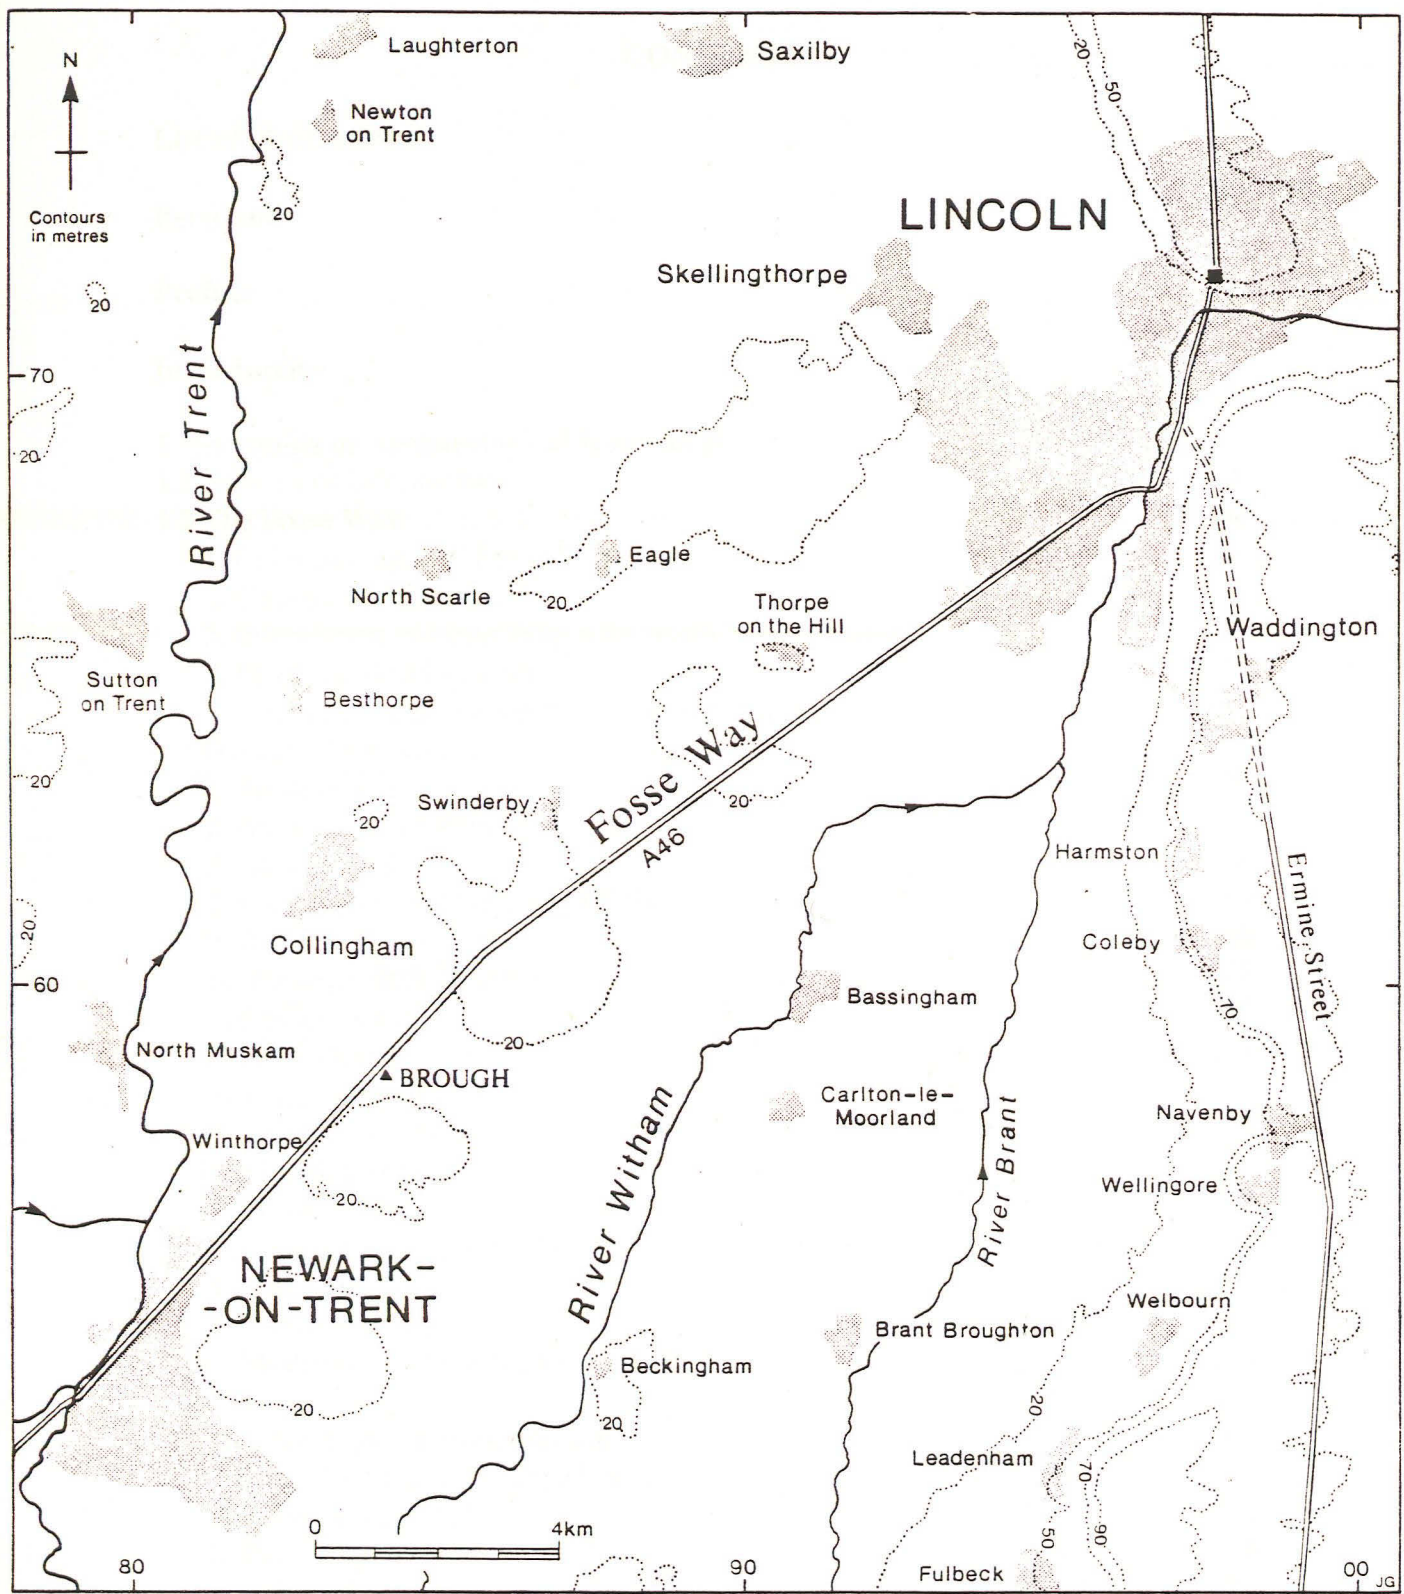 Laughterton
Saxilby
N
20
50
Newton
on Trent
Contours
in metres
20
LINCOLN
Skellingthorpe
20
70
River Trent
20
Eagle
North Scarle
20
Thorpe
on the Hill
Waddington
Sutton
on Trent
Besthorpe
Fosse Way
20
20
Swinderby
20
A46
Harmston
Ermine Street
20
Collingham
Coleby
60
Bassingham
70
20
North Muskam
BROUGH
Carlton-le-
Moorland
Navenby
Winthorpe
River Witham
River Brant
Wellingore
20
NEWARK-
-ON-TRENT
Welbourn
Brant Broughton
Beckingham
20
20
20
Leadenham
70
0
4km
50
90
80
90
Fulbeck
00
JG